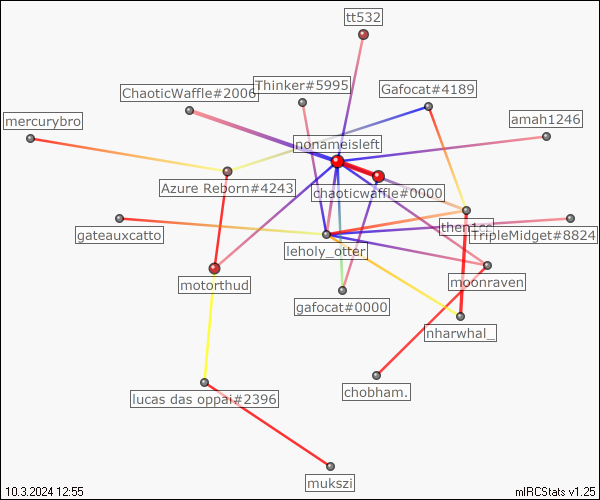 tt532
ChaoticWaffle#2006
Thinker#5995
Gafocat#4189
mercurybro
amah1246
nonameisleft
Azure Reborn#4243
chaoticwaffle#0000
gateauxcatto
TripleMidget#8824
leholy_otter
motorthud
moonraven
gafocat#0000
nharwhal_
chobham.
lucas das oppai#2396
mukszi
10.3.2024 12:55
mIRCStats v1.25